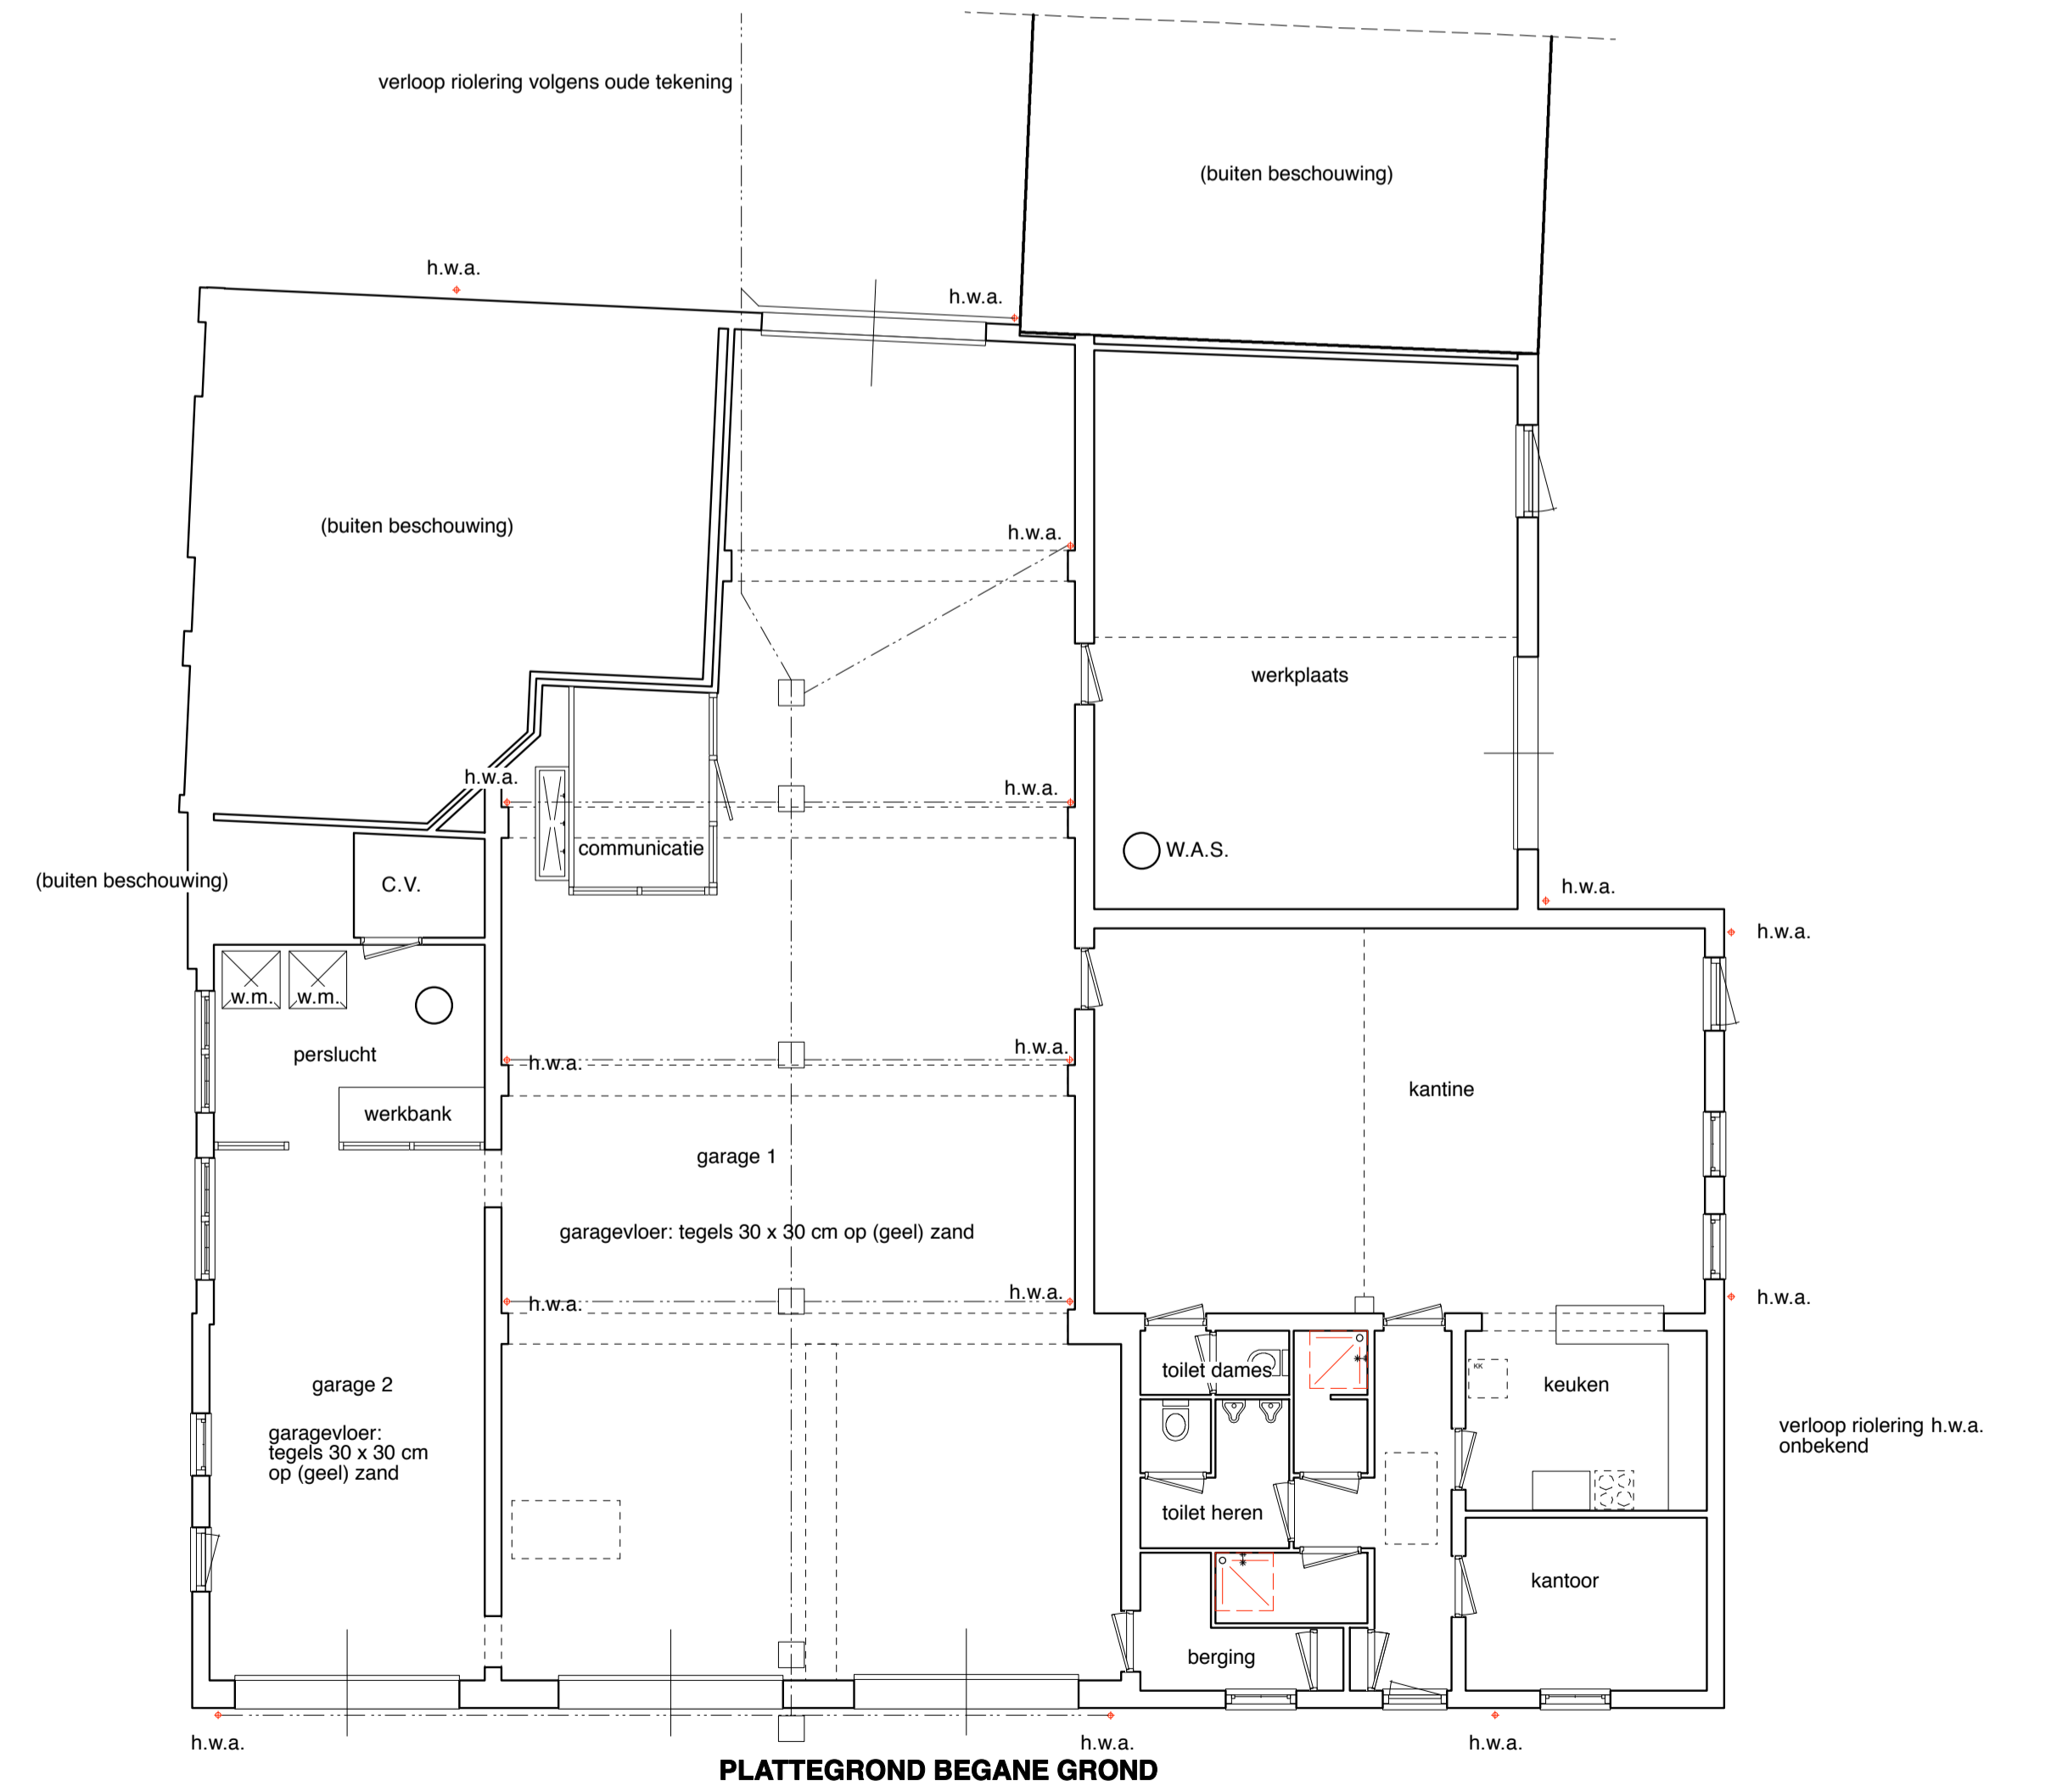 verloop riolering volgens oude tekening
(buiten beschouwing)
h.w.a.
h.w.a.
(buiten beschouwing)
h.w.a.
werkplaats
h.w.a.
h.w.a.
communicatie
W.A.S.
(buiten beschouwing)
C.V.
h.w.a.
h.w.a.
w.m.
w.m.
perslucht
h.w.a.
h.w.a.
kantine
werkbank
garage 1
garagevloer: tegels 30 x 30 cm op (geel) zand
h.w.a.
h.w.a.
h.w.a.
toilet dames
KK
keuken
garage 2
garagevloer:
tegels 30 x 30 cm
op (geel) zand
verloop riolering h.w.a.
onbekend
toilet heren
kantoor
berging
h.w.a.
h.w.a.
h.w.a.
PLATTEGROND BEGANE GROND